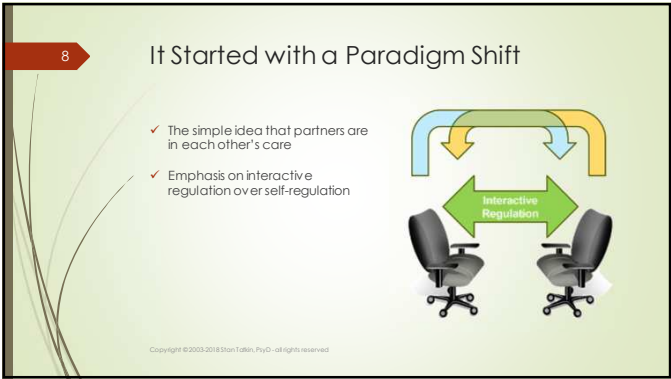 8
It Started with a Paradigm Shift
✓ The simple idea that partners are
in each other's care
✓ Emphasis on interactive
regulation over self-regulation
Interactive
Regulation
Copyright © 2003-2018 Stan Tatkin, PsyD - all rights reserved